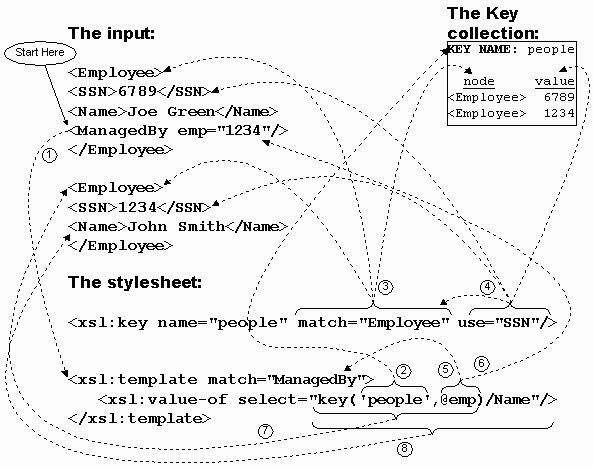 The input:
The Key
collection:
Start Here
KEY NAME: people
node value
<Employee> 6789
<Employee> 1234
<Employee>
<SSN>6789</SSN>
<Name>Joe Green</Name>
<ManagedBy emp="1234"/>
</Employee>
1
<Employee>
<SSN>1234</SSN>
<Name>John Smith</Name>
</Employee>
The stylesheet:
3
4
<xsl:key name="people" match="Employee" use="SSN"/>
2
5
6
<xsl:template match="ManagedBy">
<xsl:value-of select="key('people',@emp)/Name"/>
</xsl:template>
7
8